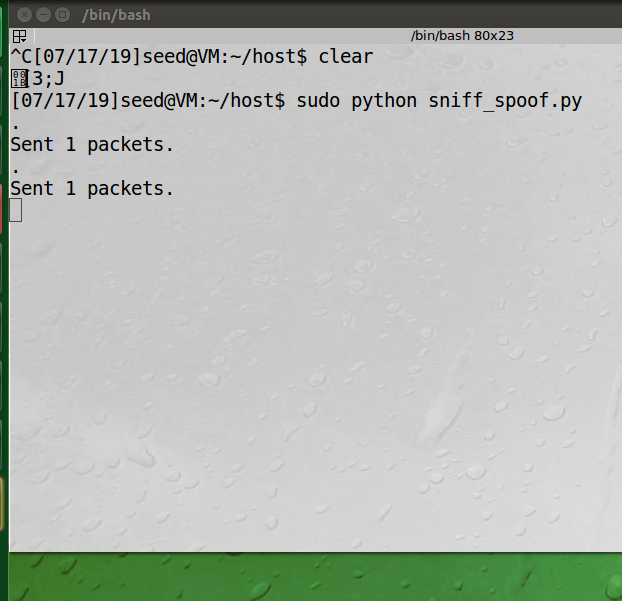 /bin/bash
/bin/bash 80x23
^C[07/17/19]seed@VM:~/host$ clear
[3;J
[07/17/19]seed@VM:~/host$ sudo python sniff_spoof.py
.
Sent 1 packets.
.
Sent 1 packets.